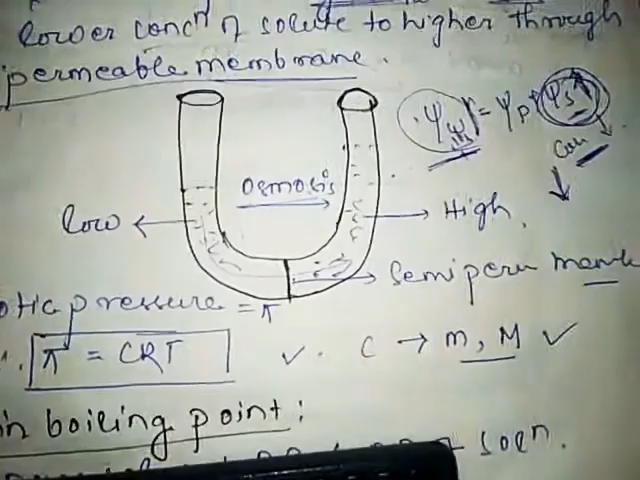 lower concn of solute to higher through
permeable membrane.
ψw = ψp + ψs
Osmosis
Low
High
Semiperm memb
otic pressure = π
π = CRT
C → m, M ✓
in boiling point:
soln.